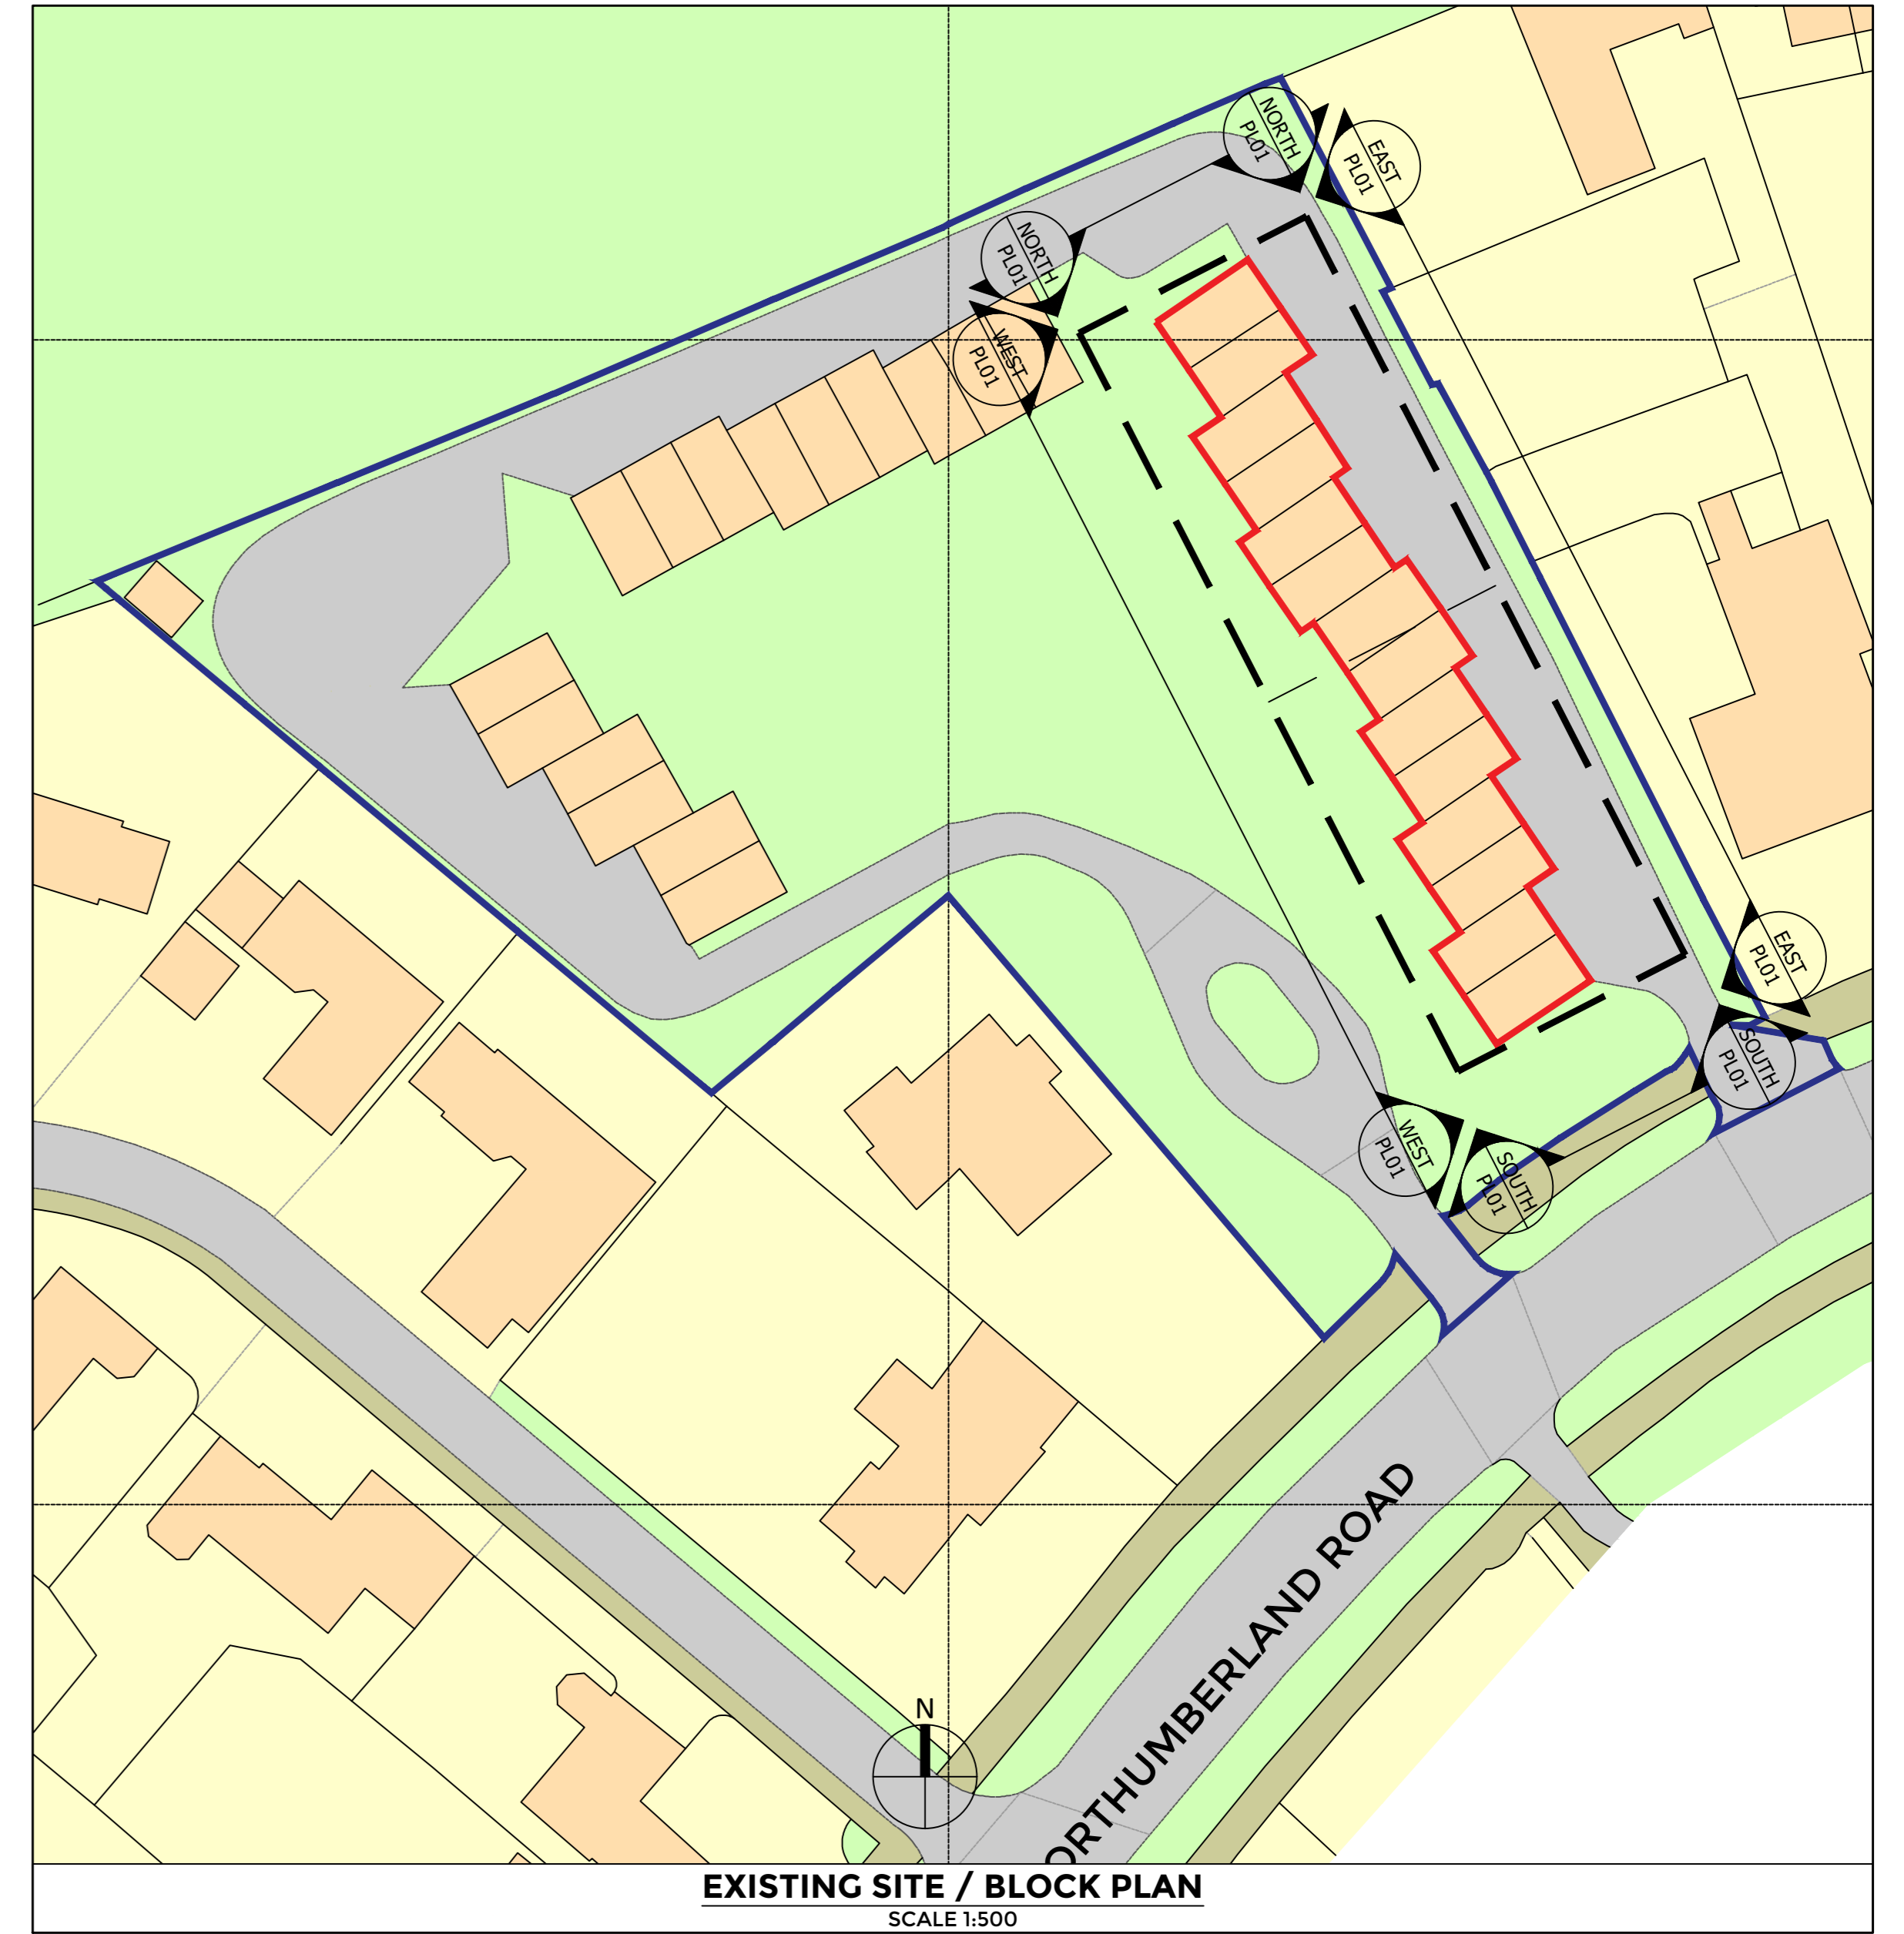 NORTH
PL01
EAST
PL01
NORTH
PL01
WEST
PL01
EAST
PL01
SOUTH
PL01
WEST
PL01
SOUTH
PL01
ORTHUMBERLAND ROAD
N
EXISTING SITE / BLOCK PLAN
SCALE 1:500